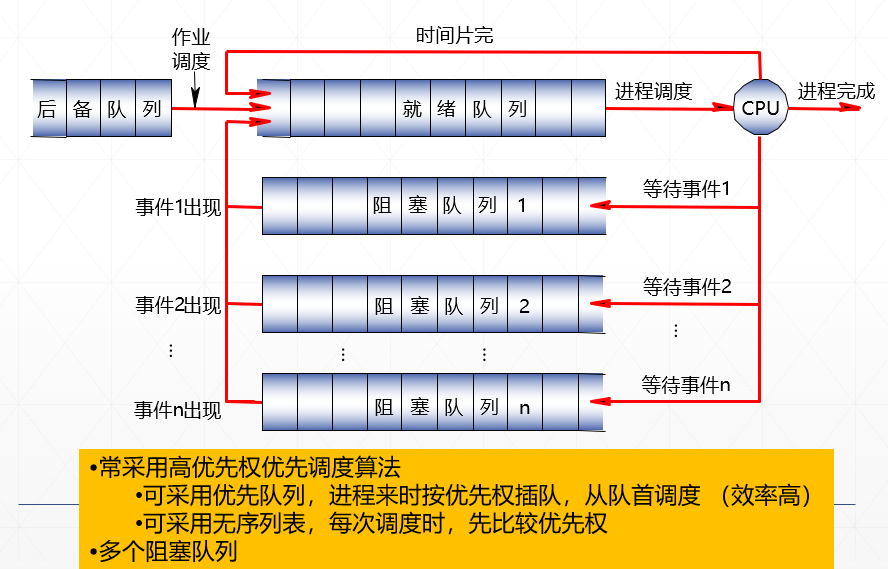 作业
调度
时间片完
后备队列
就绪队列
进程调度
CPU
进程完成
事件1出现
阻塞队列1
等待事件1
事件2出现
阻塞队列2
等待事件2
⋮
⋮
⋮
⋮
事件n出现
阻塞队列n
等待事件n
•常采用高优先权优先调度算法
•可采用优先队列，进程来时按优先权插队，从队首调度 （效率高）
•可采用无序列表，每次调度时，先比较优先权
•多个阻塞队列